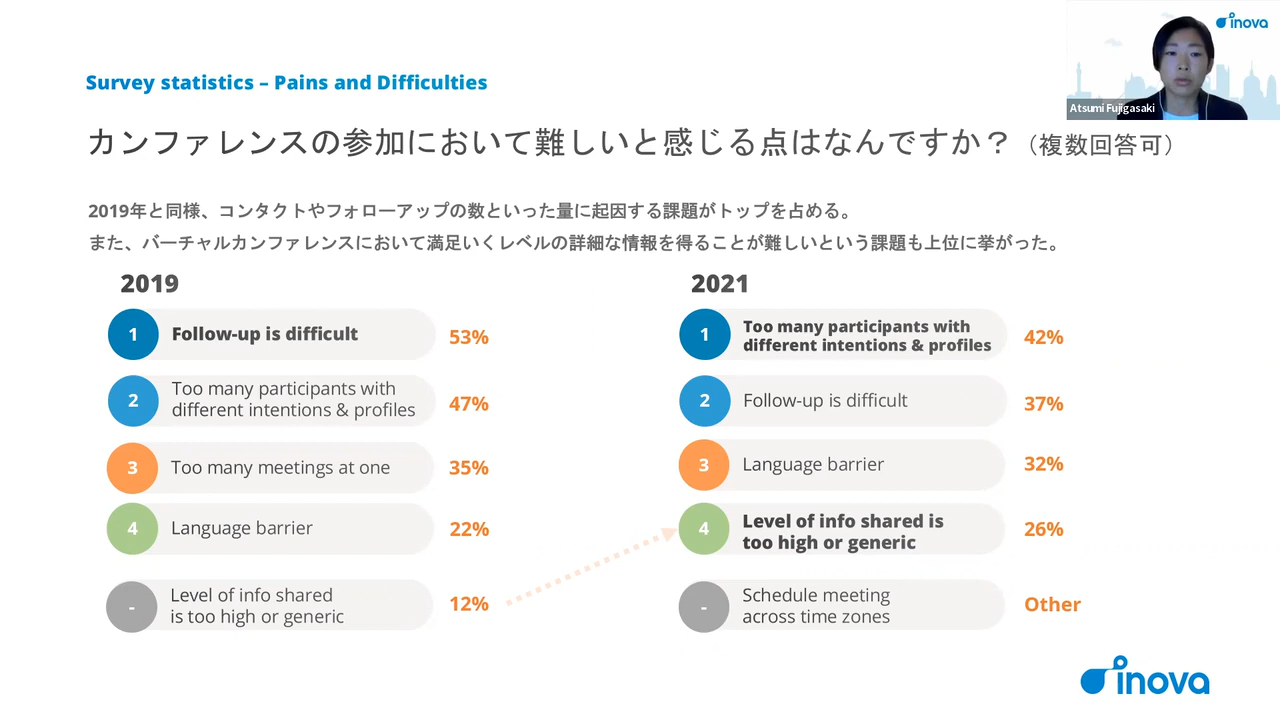 inova
Atsumi Fujigasaki
Survey statistics – Pains and Difficulties
カンファレンスの参加において難しいと感じる点はなんですか？（複数回答可）
2019年と同様、コンタクトやフォローアップの数といった量に起因する課題がトップを占める。
また、バーチャルカンファレンスにおいて満足いくレベルの詳細な情報を得ることが難しいという課題も上位に挙がった。
2019
1
Follow-up is difficult
53%
2
Too many participants with
different intentions & profiles
47%
3
Too many meetings at one
35%
4
Language barrier
22%
-
Level of info shared
is too high or generic
12%
2021
1
Too many participants with
different intentions & profiles
42%
2
Follow-up is difficult
37%
3
Language barrier
32%
4
Level of info shared is
too high or generic
26%
-
Schedule meeting
across time zones
Other
inova